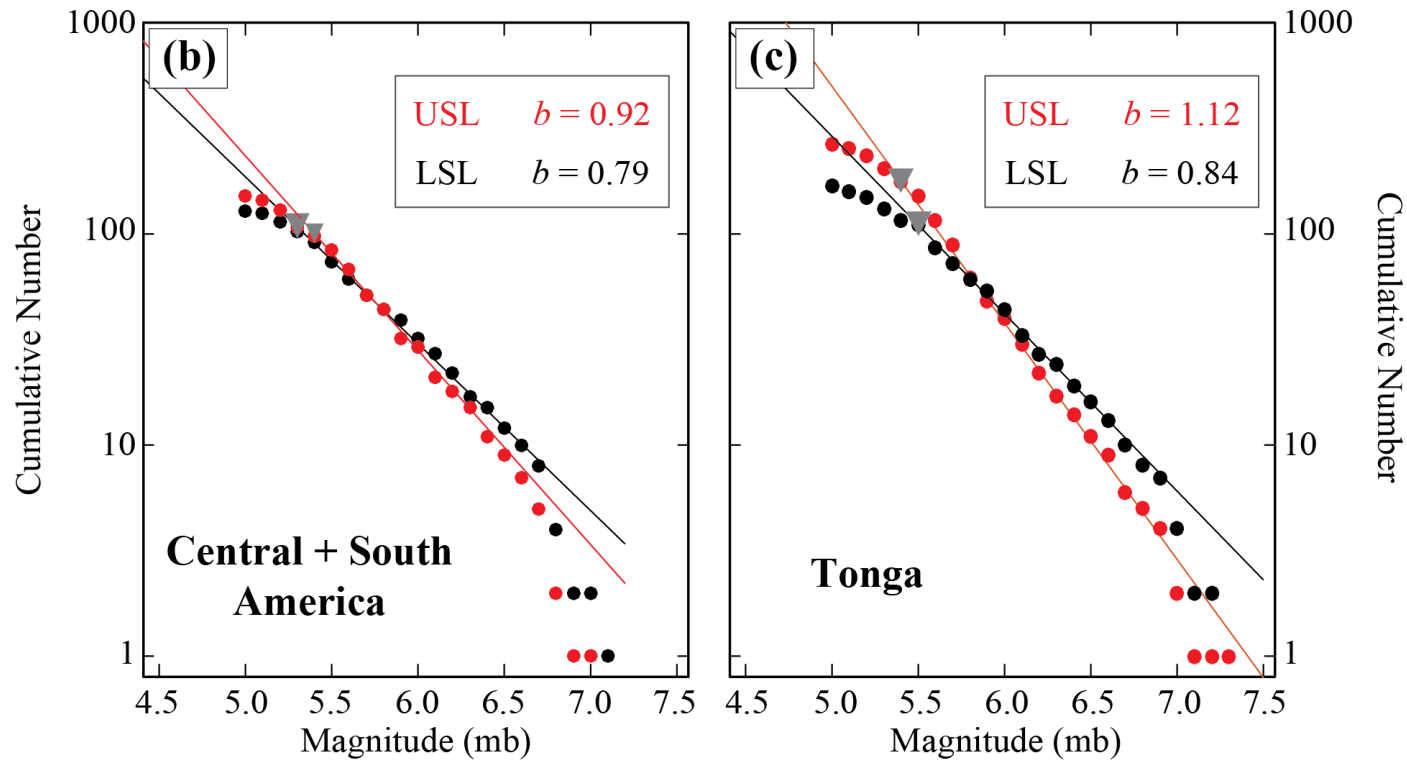 (b)
USL b = 0.92
LSL b = 0.79
Central + South
America
Cumulative Number
1000
100
10
1
4.5 5.0 5.5 6.0 6.5 7.0 7.5
Magnitude (mb)
(c)
USL b = 1.12
LSL b = 0.84
Tonga
4.5 5.0 5.5 6.0 6.5 7.0 7.5
Magnitude (mb)
1000
100
10
1
Cumulative Number